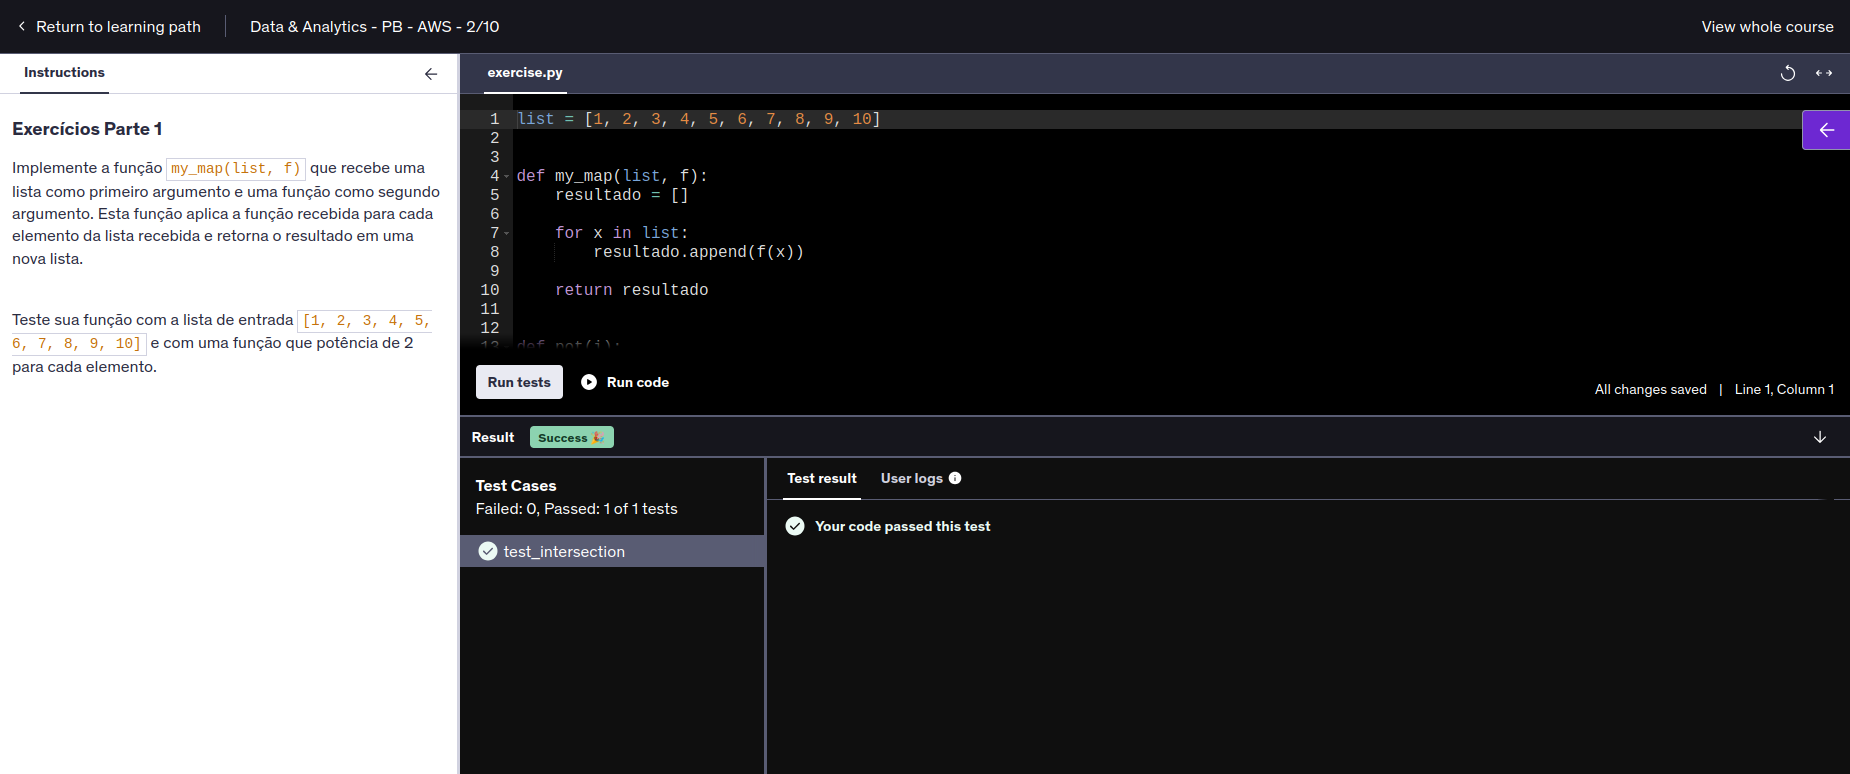 Return to learning path
Data & Analytics - PB - AWS - 2/10
View whole course
Instructions
Exercícios Parte 1
Implemente a função my_map(list, f) que recebe uma
lista como primeiro argumento e uma função como segundo
argumento. Esta função aplica a função recebida para cada
elemento da lista recebida e retorna o resultado em uma
nova lista.
Teste sua função com a lista de entrada [1, 2, 3, 4, 5,
6, 7, 8, 9, 10] e com uma função que potência de 2
para cada elemento.
exercise.py
1 list = [1, 2, 3, 4, 5, 6, 7, 8, 9, 10]
2
3
4 def my_map(list, f):
5     resultado = []
6
7     for x in list:
8         resultado.append(f(x))
9
10     return resultado
11
12
13 def pot(i):
Run tests
Run code
All changes saved | Line 1, Column 1
Result
Success 🎉
Test Cases
Failed: 0, Passed: 1 of 1 tests
test_intersection
Test result
User logs
Your code passed this test